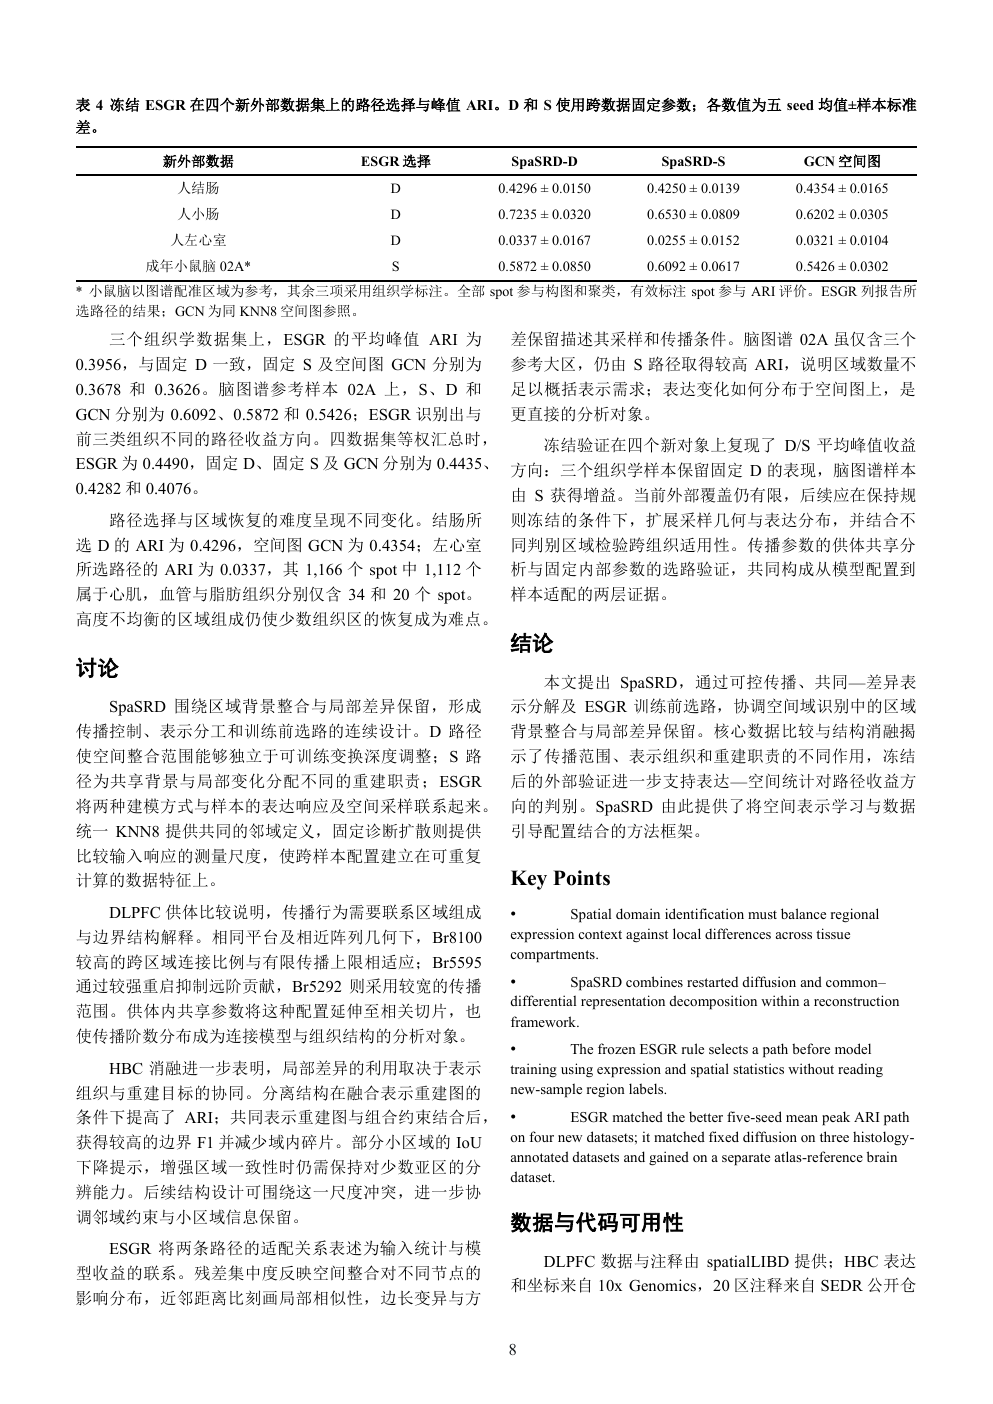 表 4 冻结 ESGR 在四个新外部数据集上的路径选择与峰值 ARI。D 和 S 使用跨数据固定参数；各数值为五 seed 均值±样本标准
差。
新外部数据 ESGR 选择 SpaSRD-D SpaSRD-S GCN 空间图
人结肠 D 0.4296 ± 0.0150 0.4250 ± 0.0139 0.4354 ± 0.0165
人小肠 D 0.7235 ± 0.0320 0.6530 ± 0.0809 0.6202 ± 0.0305
人左心室 D 0.0337 ± 0.0167 0.0255 ± 0.0152 0.0321 ± 0.0104
成年小鼠脑 02A* S 0.5872 ± 0.0850 0.6092 ± 0.0617 0.5426 ± 0.0302
* 小鼠脑以图谱配准区域为参考，其余三项采用组织学标注。全部 spot 参与构图和聚类，有效标注 spot 参与 ARI 评价。ESGR 列报告所
选路径的结果；GCN 为同 KNN8 空间图参照。
三个组织学数据集上，ESGR 的平均峰值 ARI 为
0.3956，与固定 D 一致，固定 S 及空间图 GCN 分别为
0.3678 和 0.3626。脑图谱参考样本 02A 上，S、D 和
GCN 分别为 0.6092、0.5872 和 0.5426；ESGR 识别出与
前三类组织不同的路径收益方向。四数据集等权汇总时，
ESGR 为 0.4490，固定 D、固定 S 及 GCN 分别为 0.4435、
0.4282 和 0.4076。
路径选择与区域恢复的难度呈现不同变化。结肠所
选 D 的 ARI 为 0.4296，空间图 GCN 为 0.4354；左心室
所选路径的 ARI 为 0.0337，其 1,166 个 spot 中 1,112 个
属于心肌，血管与脂肪组织分别仅含 34 和 20 个 spot。
高度不均衡的区域组成仍使少数组织区的恢复成为难点。
讨论
SpaSRD 围绕区域背景整合与局部差异保留，形成
传播控制、表示分工和训练前选路的连续设计。D 路径
使空间整合范围能够独立于可训练变换深度调整；S 路
径为共享背景与局部变化分配不同的重建职责；ESGR
将两种建模方式与样本的表达响应及空间采样联系起来。
统一 KNN8 提供共同的邻域定义，固定诊断扩散则提供
比较输入响应的测量尺度，使跨样本配置建立在可重复
计算的数据特征上。
DLPFC 供体比较说明，传播行为需要联系区域组成
与边界结构解释。相同平台及相近阵列几何下，Br8100
较高的跨区域连接比例与有限传播上限相适应；Br5595
通过较强重启抑制远阶贡献，Br5292 则采用较宽的传播
范围。供体内共享参数将这种配置延伸至相关切片，也
使传播阶数分布成为连接模型与组织结构的分析对象。
HBC 消融进一步表明，局部差异的利用取决于表示
组织与重建目标的协同。分离结构在融合表示重建图的
条件下提高了 ARI；共同表示重建图与组合约束结合后，
获得较高的边界 F1 并减少域内碎片。部分小区域的 IoU
下降提示，增强区域一致性时仍需保持对少数亚区的分
辨能力。后续结构设计可围绕这一尺度冲突，进一步协
调邻域约束与小区域信息保留。
ESGR 将两条路径的适配关系表述为输入统计与模
型收益的联系。残差集中度反映空间整合对不同节点的
影响分布，近邻距离比刻画局部相似性，边长变异与方
差保留描述其采样和传播条件。脑图谱 02A 虽仅含三个
参考大区，仍由 S 路径取得较高 ARI，说明区域数量不
足以概括表示需求；表达变化如何分布于空间图上，是
更直接的分析对象。
冻结验证在四个新对象上复现了 D/S 平均峰值收益
方向：三个组织学样本保留固定 D 的表现，脑图谱样本
由 S 获得增益。当前外部覆盖仍有限，后续应在保持规
则冻结的条件下，扩展采样几何与表达分布，并结合不
同判别区域检验跨组织适用性。传播参数的供体共享分
析与固定内部参数的选路验证，共同构成从模型配置到
样本适配的两层证据。
结论
本文提出 SpaSRD，通过可控传播、共同—差异表
示分解及 ESGR 训练前选路，协调空间域识别中的区域
背景整合与局部差异保留。核心数据比较与结构消融揭
示了传播范围、表示组织和重建职责的不同作用，冻结
后的外部验证进一步支持表达—空间统计对路径收益方
向的判别。SpaSRD 由此提供了将空间表示学习与数据
引导配置结合的方法框架。
Key Points
• Spatial domain identification must balance regional
expression context against local differences across tissue
compartments.
• SpaSRD combines restarted diffusion and common–
differential representation decomposition within a reconstruction
framework.
• The frozen ESGR rule selects a path before model
training using expression and spatial statistics without reading
new-sample region labels.
• ESGR matched the better five-seed mean peak ARI path
on four new datasets; it matched fixed diffusion on three histology-
annotated datasets and gained on a separate atlas-reference brain
dataset.
数据与代码可用性
DLPFC 数据与注释由 spatialLIBD 提供；HBC 表达
和坐标来自 10x Genomics，20 区注释来自 SEDR 公开仓
8